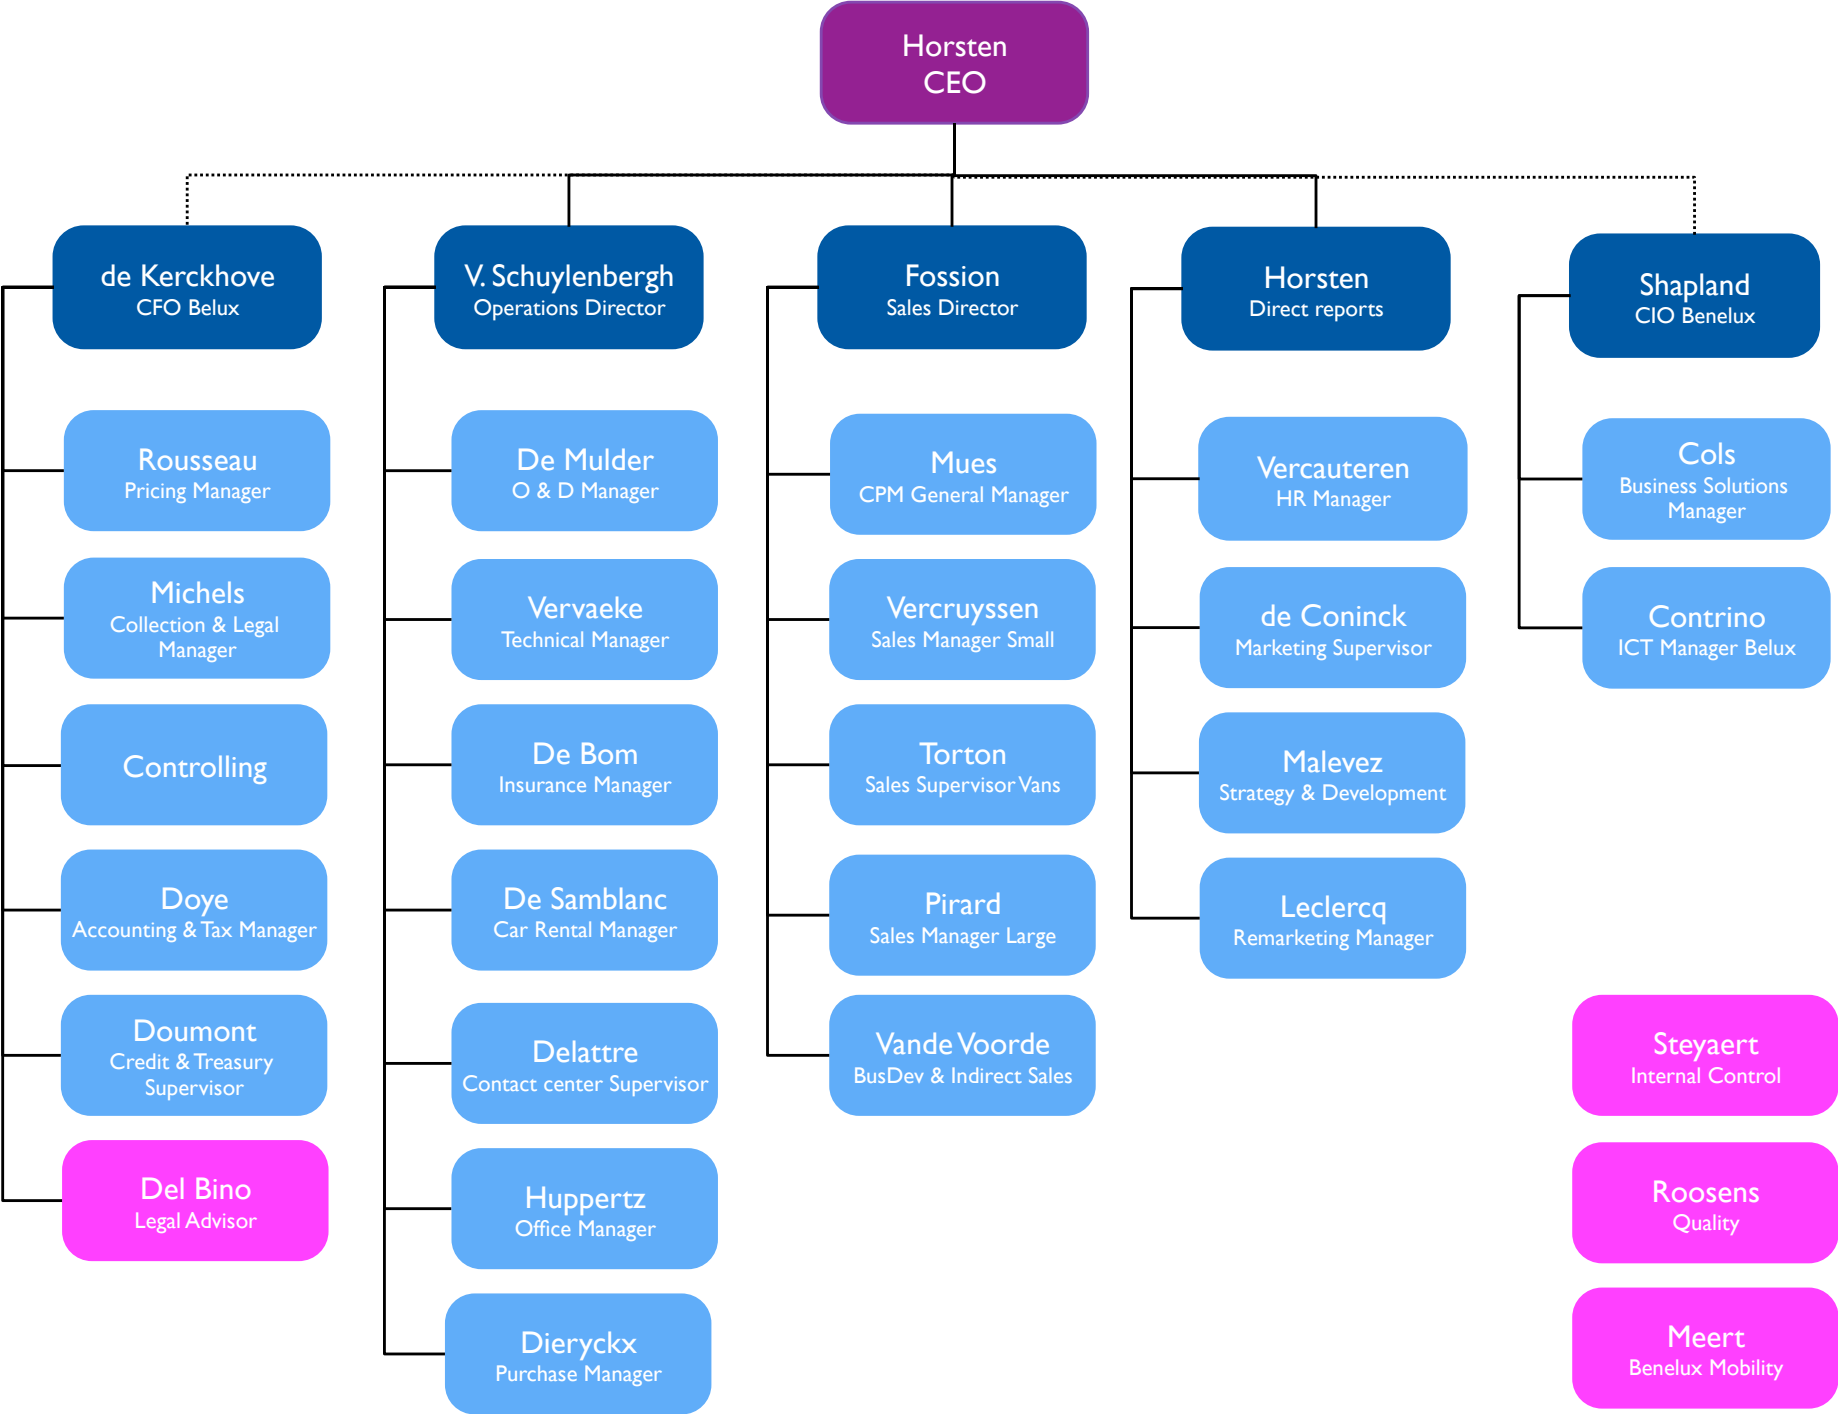 Horsten
CEO
de Kerckhove
CFO Belux
V. Schuylenbergh
Operations Director
Fossion
Sales Director
Horsten
Direct reports
Shapland
CIO Benelux
Rousseau
Pricing Manager
Michels
Collection & Legal
Manager
Controlling
Doye
Accounting & Tax Manager
Doumont
Credit & Treasury
Supervisor
Del Bino
Legal Advisor
De Mulder
O & D Manager
Vervaeke
Technical Manager
De Bom
Insurance Manager
De Samblanc
Car Rental Manager
Delattre
Contact center Supervisor
Huppertz
Office Manager
Dieryckx
Purchase Manager
Mues
CPM General Manager
Vercruyssen
Sales Manager Small
Torton
Sales Supervisor Vans
Pirard
Sales Manager Large
Vande Voorde
BusDev & Indirect Sales
Vercauteren
HR Manager
de Coninck
Marketing Supervisor
Malevez
Strategy & Development
Leclercq
Remarketing Manager
Cols
Business Solutions
Manager
Contrino
ICT Manager Belux
Steyaert
Internal Control
Roosens
Quality
Meert
Benelux Mobility